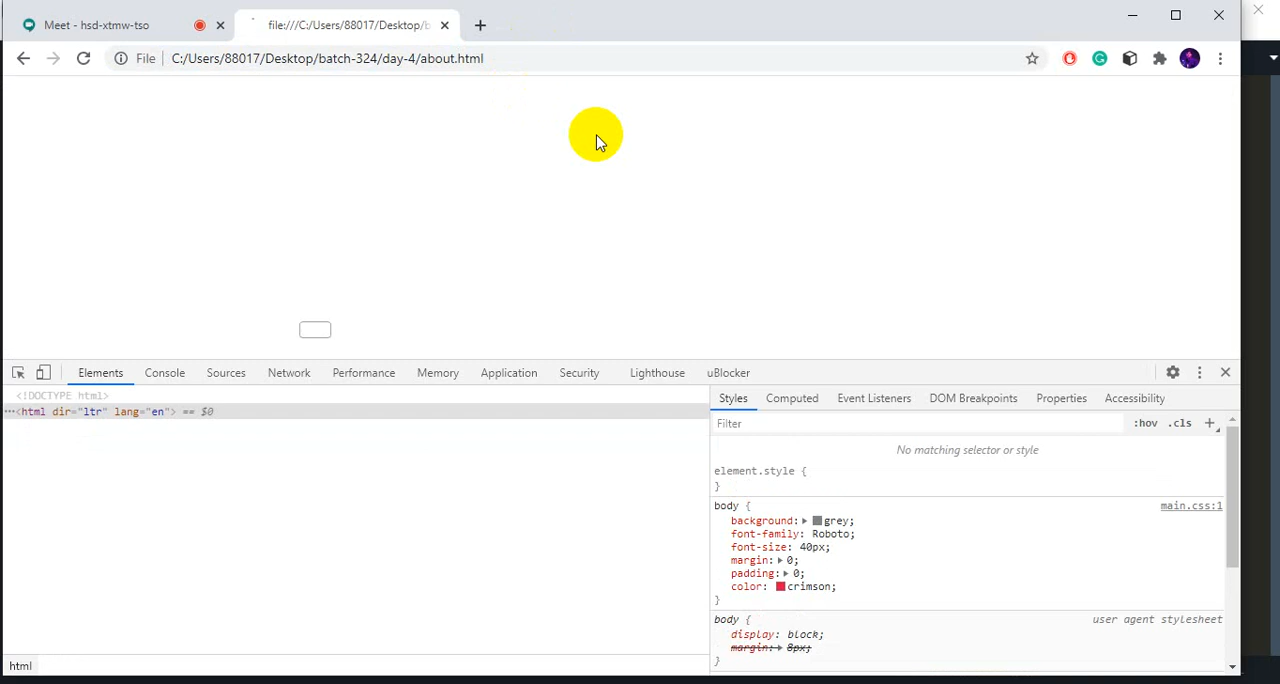 Meet - hsd-xtmw-tso
file:///C:/Users/88017/Desktop/b
File C:/Users/88017/Desktop/batch-324/day-4/about.html
Elements Console Sources Network Performance Memory Application Security Lighthouse uBlocker
<!DOCTYPE html>
⋯<html dir="ltr" lang="en"> == $0
html
Styles Computed Event Listeners DOM Breakpoints Properties Accessibility
Filter :hov .cls +
No matching selector or style
element.style {
}
body { main.css:1
background: grey;
font-family: Roboto;
font-size: 40px;
margin: 0;
padding: 0;
color: crimson;
}
body { user agent stylesheet
display: block;
margin: 8px;
}